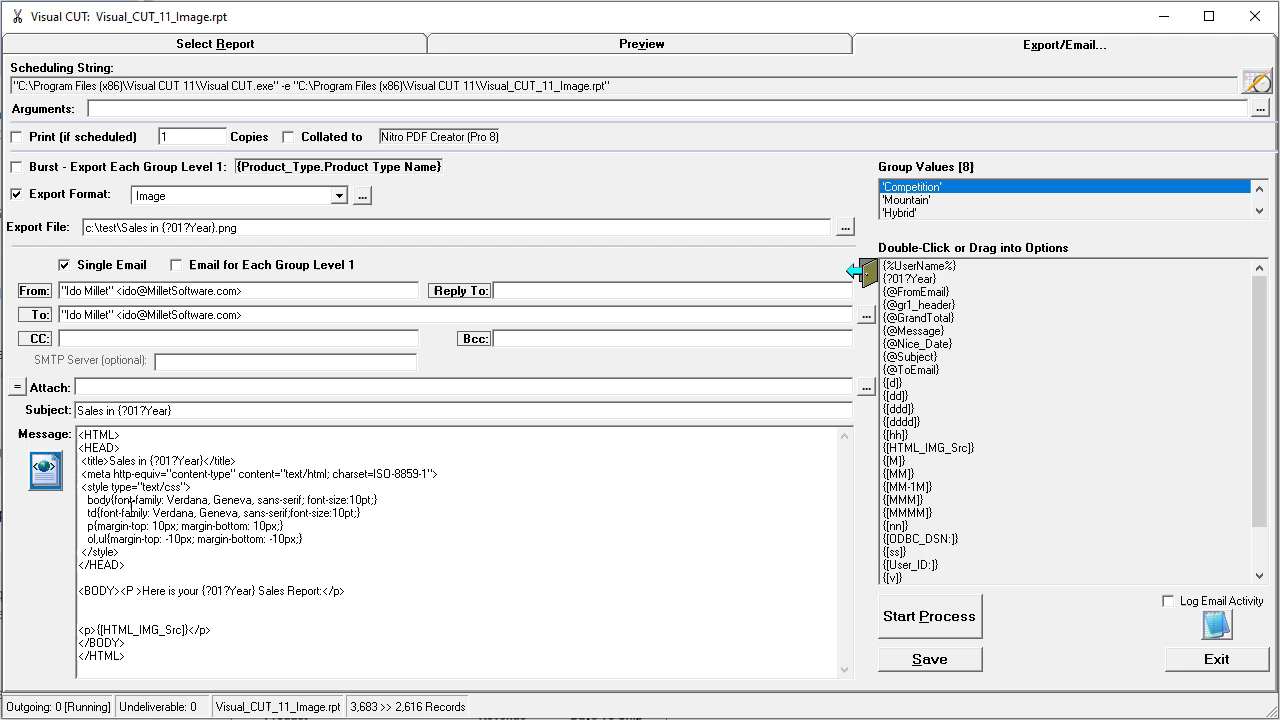 Visual CUT: Visual_CUT_11_Image.rpt
Select Report
Preview
Export/Email...
Scheduling String:
"C:\Program Files (x86)\Visual CUT 11\Visual CUT.exe" -e "C:\Program Files (x86)\Visual CUT 11\Visual_CUT_11_Image.rpt"
Arguments:
...
Print (if scheduled)
1
Copies
Collated to
Nitro PDF Creator (Pro 8)
Burst - Export Each Group Level 1: {Product_Type.Product Type Name}
Export Format:
Image
...
Export File:
c:\test\Sales in {?01?Year}.png
...
Single Email
Email for Each Group Level 1
From:
"Ido Millet" <ido@MilletSoftware.com>
Reply To:
To:
"Ido Millet" <ido@MilletSoftware.com>
...
CC:
Bcc:
SMTP Server (optional):
=
Attach:
...
Subject:
Sales in {?01?Year}
Message:
<HTML>
<HEAD>
<title>Sales in {?01?Year}</title>
<meta http-equiv="content-type" content="text/html; charset=ISO-8859-1">
<style type="text/css">
body{font-family: Verdana, Geneva, sans-serif; font-size:10pt;}
td{font-family: Verdana, Geneva, sans-serif;font-size:10pt;}
p{margin-top: 10px; margin-bottom: 10px;}
ol,ul{margin-top: -10px; margin-bottom: -10px;}
</style>
</HEAD>
<BODY><P >Here is your {?01?Year} Sales Report:</p>
<p>{[HTML_IMG_Src]}</p>
</BODY>
</HTML>
Group Values [8]
'Competition'
'Mountain'
'Hybrid'
Double-Click or Drag into Options
{%UserName%}
{?01?Year}
{@FromEmail}
{@gr1_header}
{@GrandTotal}
{@Message}
{@Nice_Date}
{@Subject}
{@ToEmail}
{[d]}
{[dd]}
{[ddd]}
{[dddd]}
{[hh]}
{[HTML_IMG_Src]}
{[M]}
{[MM]}
{[MM-1M]}
{[MMM]}
{[MMMM]}
{[nn]}
{[ODBC_DSN:]}
{[ss]}
{[User_ID:]}
{[v]}
Start Process
Log Email Activity
Save
Exit
Outgoing: 0 [Running]
Undeliverable: 0
Visual_CUT_11_Image.rpt
3,683 >> 2,616 Records